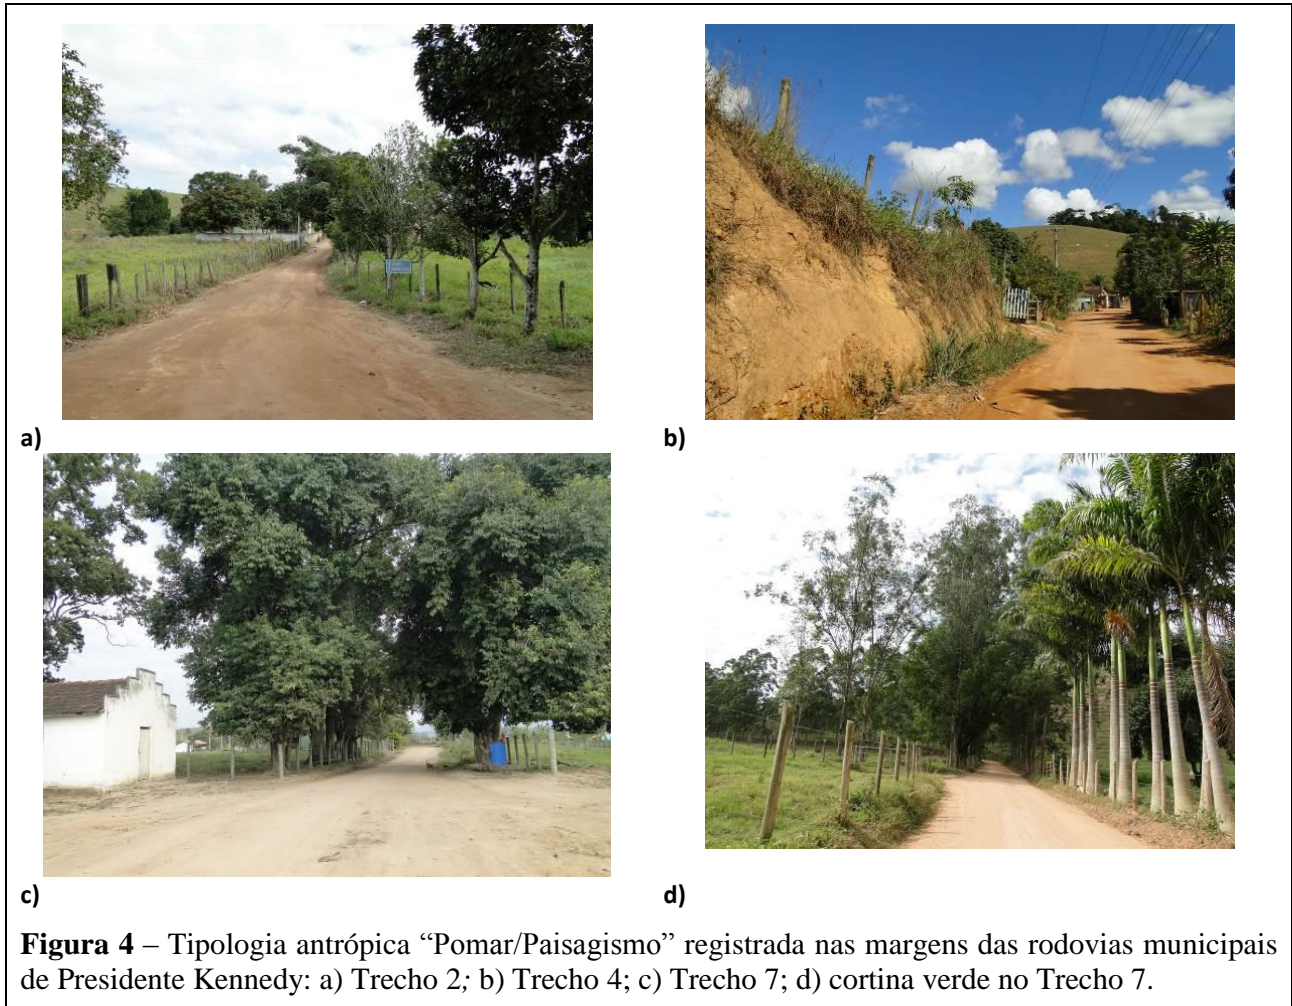 a)
b)
c)
d)
Figura 4 – Tipologia antrópica “Pomar/Paisagismo” registrada nas margens das rodovias municipais
de Presidente Kennedy: a) Trecho 2; b) Trecho 4; c) Trecho 7; d) cortina verde no Trecho 7.